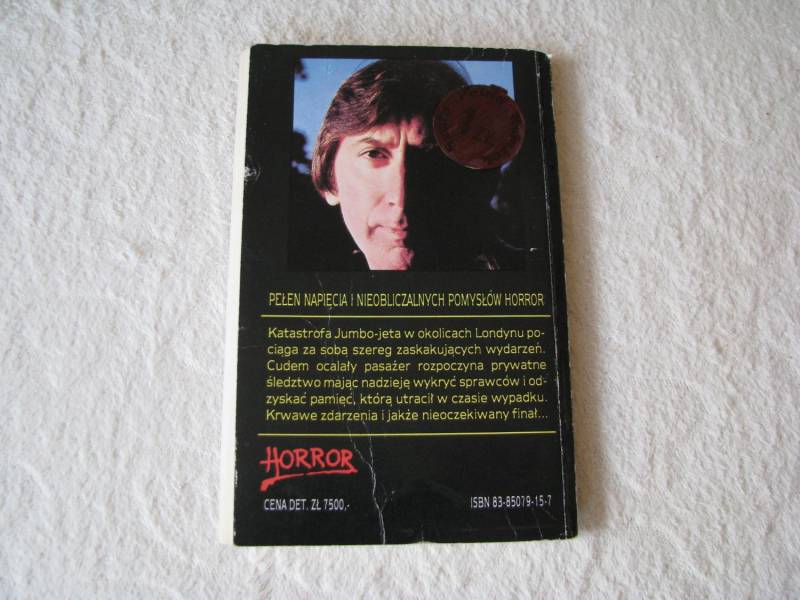 PEŁEN NAPIĘCIA I NIEOBLICZALNYCH POMYSŁÓW HORROR
Katastrofa Jumbo-jeta w okolicach Londynu po-
ciąga za sobą szereg zaskakujących wydarzeń.
Cudem ocalały pasażer rozpoczyna prywatne
śledztwo mając nadzieję wykryć sprawców i od-
zyskać pamięć, którą utracił w czasie wypadku.
Krwawe zdarzenia i jakże nieoczekiwany finał...
HORROR
CENA DET. ZŁ 7500,-
ISBN 83-85079-15-7